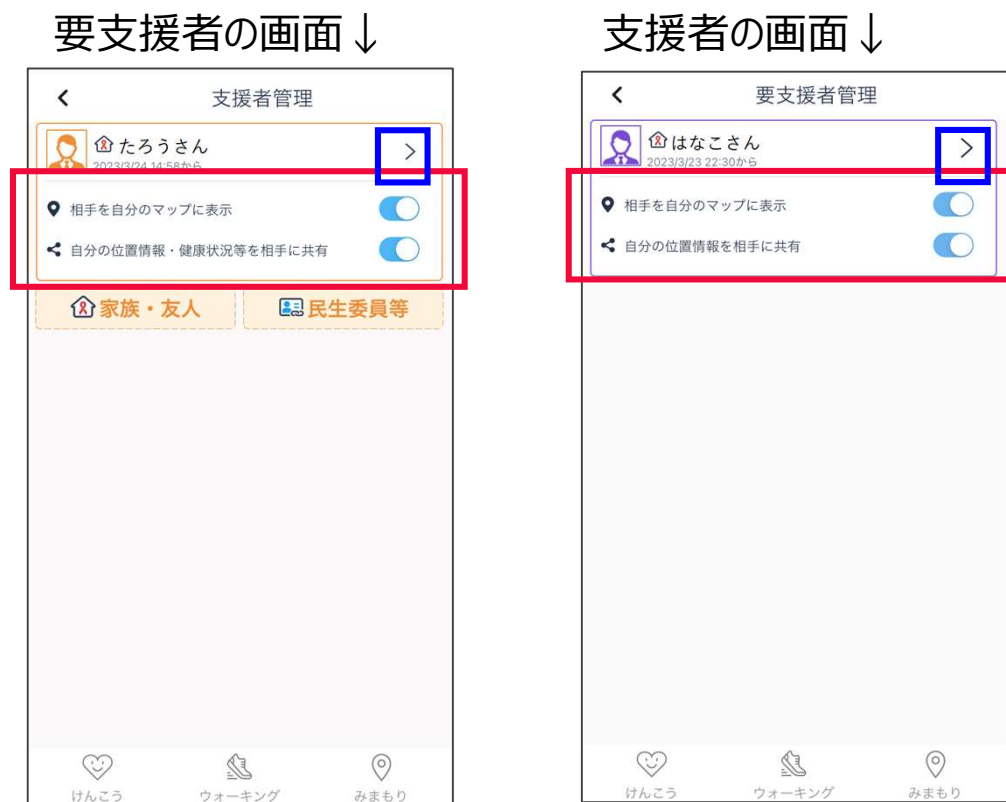 要支援者の画面↓
支援者管理
たろうさん
2023/3/24 14:58から
相手を自分のマップに表示
自分の位置情報・健康状況等を相手に共有
家族・友人
民生委員等
けんこう
ウォーキング
みまもり
支援者の画面↓
要支援者管理
はなこさん
2023/3/23 22:30から
相手を自分のマップに表示
自分の位置情報を相手に共有
けんこう
ウォーキング
みまもり